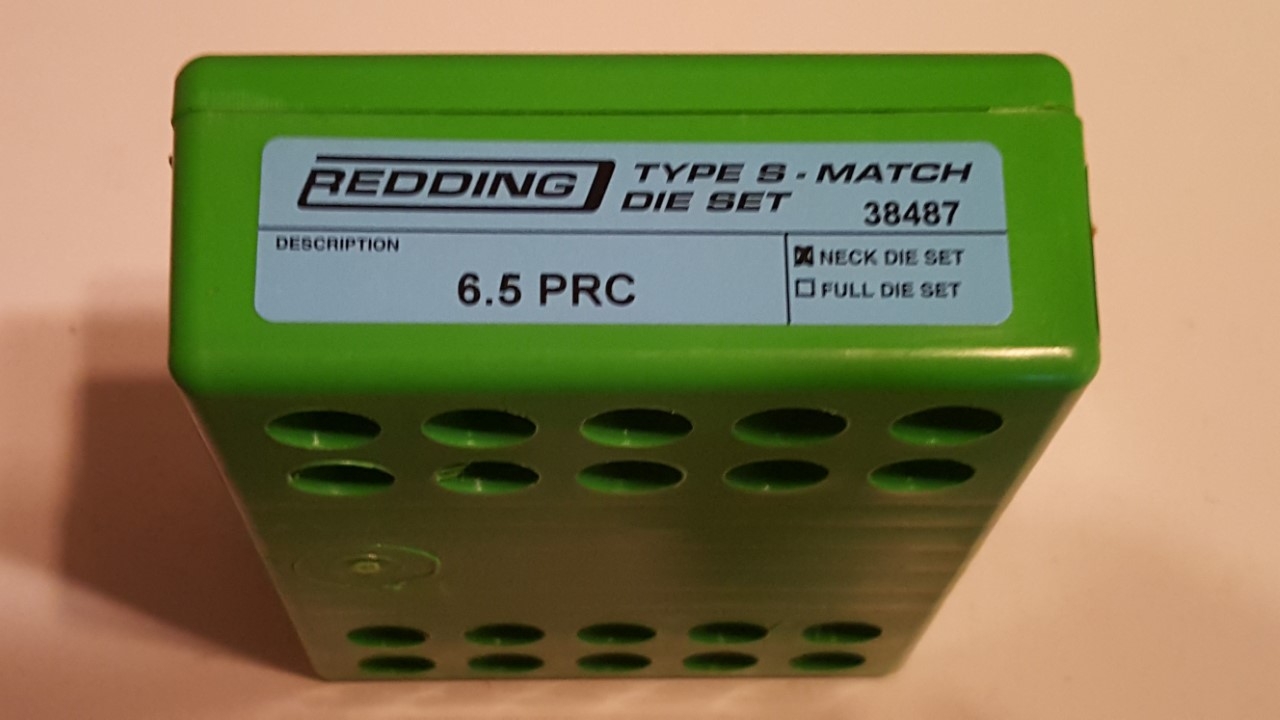 REDDING TYPE S - MATCH
DIE SET
38487
DESCRIPTION
6.5 PRC
NECK DIE SET
FULL DIE SET